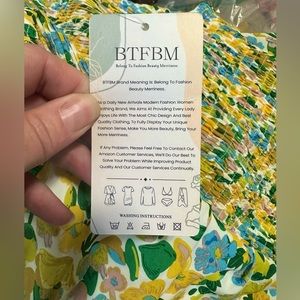 BTFBM
Belong To Fashion Beauty Merriness
BTFBM Brand Meaning Is: Belong To Fashion
Beauty Merriness.
Is a Daily New Arrivals Modern Fashion Women
Clothing Brand, We Aims At Providing Every Lady
Enjoys Life With The Most Chic Design And Best
Quality Clothing, To Fully Display Your Unique
Fashion Sense, Make You More Beauty, Bring Your
More Merriness.
If Any Problem, Please Feel Free To Contact Our
Amazon Customer Services, We'll Do Our Best To
Solve Your Problem While Improving Product
Quality And Our Customer Services Continually.
WASHING INSTRUCTIONS